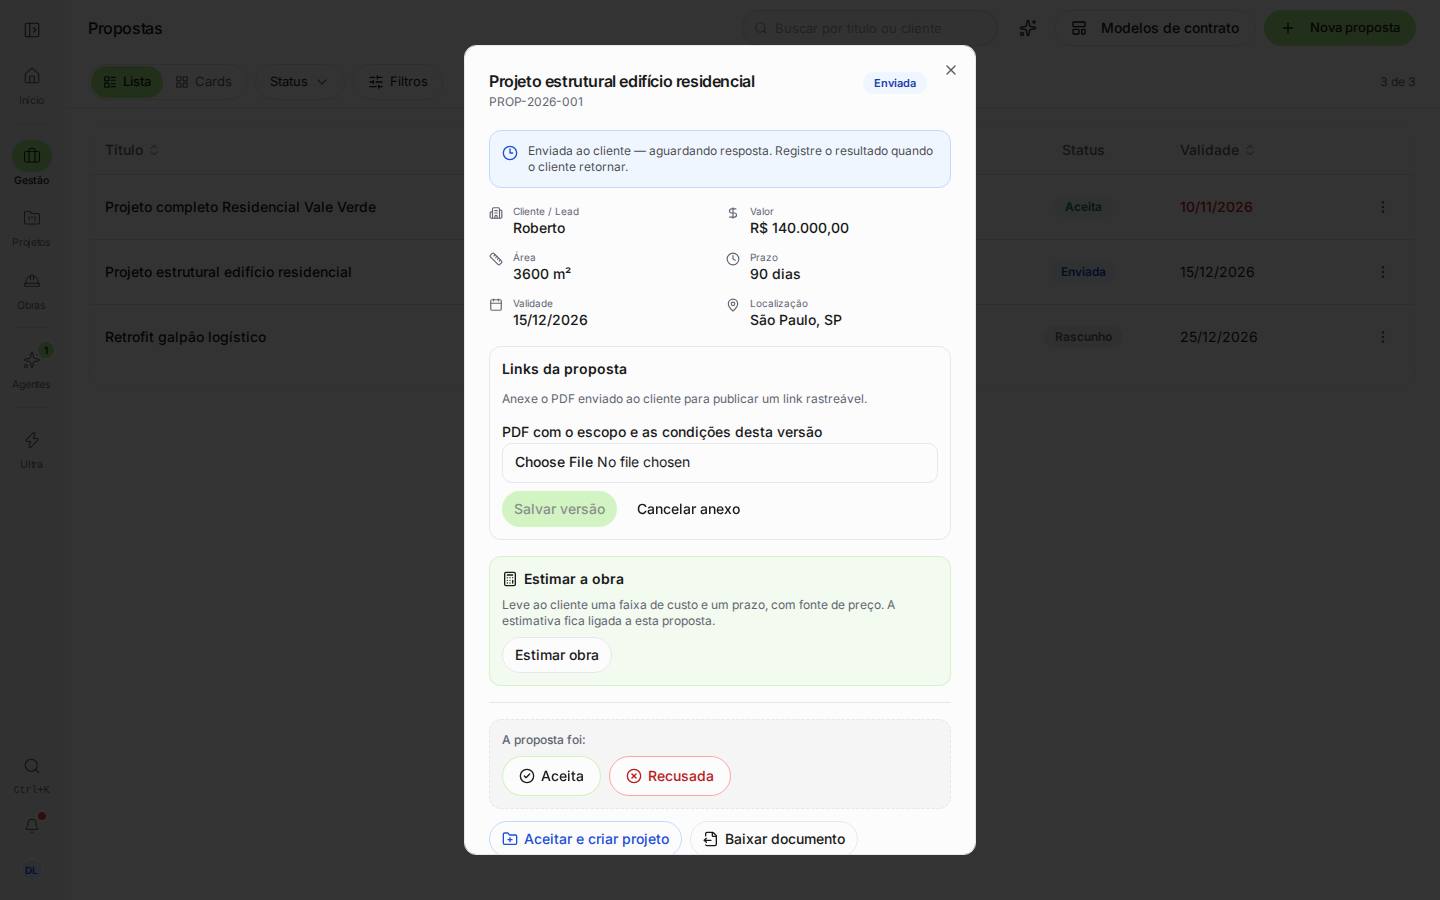 Propostas
Buscar por título ou cliente
Modelos de contrato
Nova proposta
Lista
Cards
Status
Filtros
3 de 3
Início
Gestão
Projetos
Obras
1
Agentes
Ultra
Ctrl+K
DL
Título
Status
Validade
Projeto completo Residencial Vale Verde
Aceita
10/11/2026
Projeto estrutural edifício residencial
Enviada
15/12/2026
Retrofit galpão logístico
Rascunho
25/12/2026
Projeto estrutural edifício residencial
Enviada
PROP-2026-001
Enviada ao cliente — aguardando resposta. Registre o resultado quando
o cliente retornar.
Cliente / Lead
Roberto
Valor
R$ 140.000,00
Área
3600 m²
Prazo
90 dias
Validade
15/12/2026
Localização
São Paulo, SP
Links da proposta
Anexe o PDF enviado ao cliente para publicar um link rastreável.
PDF com o escopo e as condições desta versão
Choose File No file chosen
Salvar versão
Cancelar anexo
Estimar a obra
Leve ao cliente uma faixa de custo e um prazo, com fonte de preço. A
estimativa fica ligada a esta proposta.
Estimar obra
A proposta foi:
Aceita
Recusada
Aceitar e criar projeto
Baixar documento